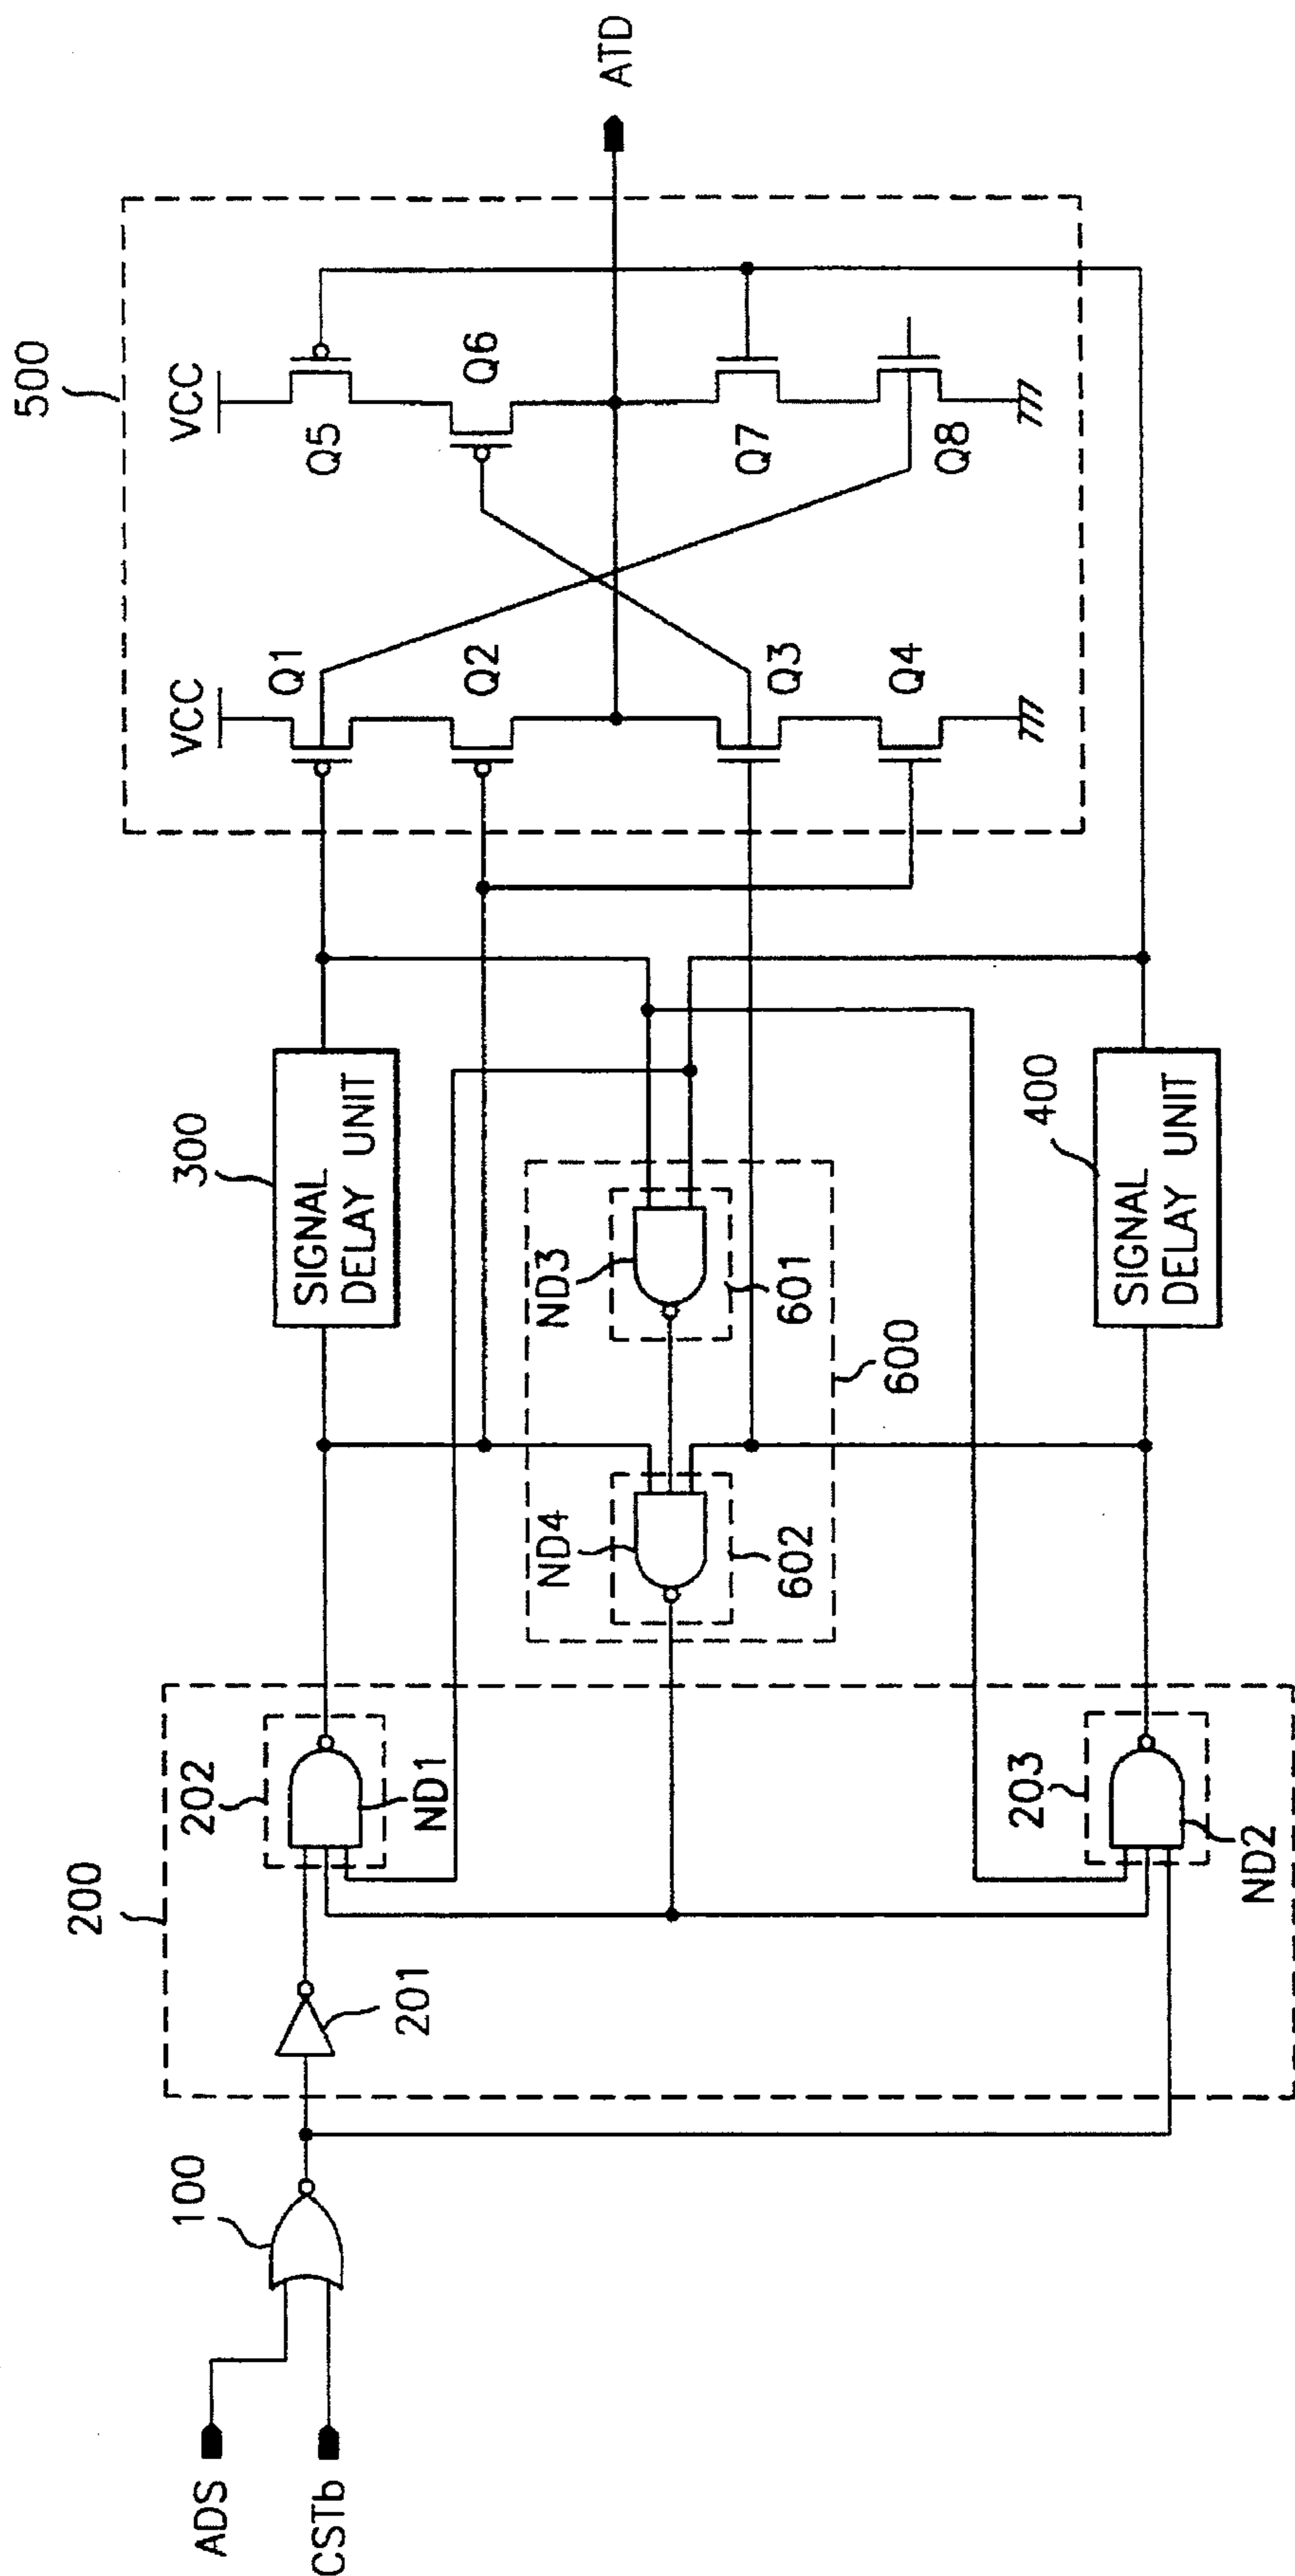 ADS
CSTb
100
200
201
202
ND1
203
ND2
300
SIGNAL
DELAY UNIT
ND4
602
ND3
601
600
400
SIGNAL
DELAY UNIT
500
VCC
Q1
Q2
Q3
Q4
VCC
Q5
Q6
Q7
Q8
ATD